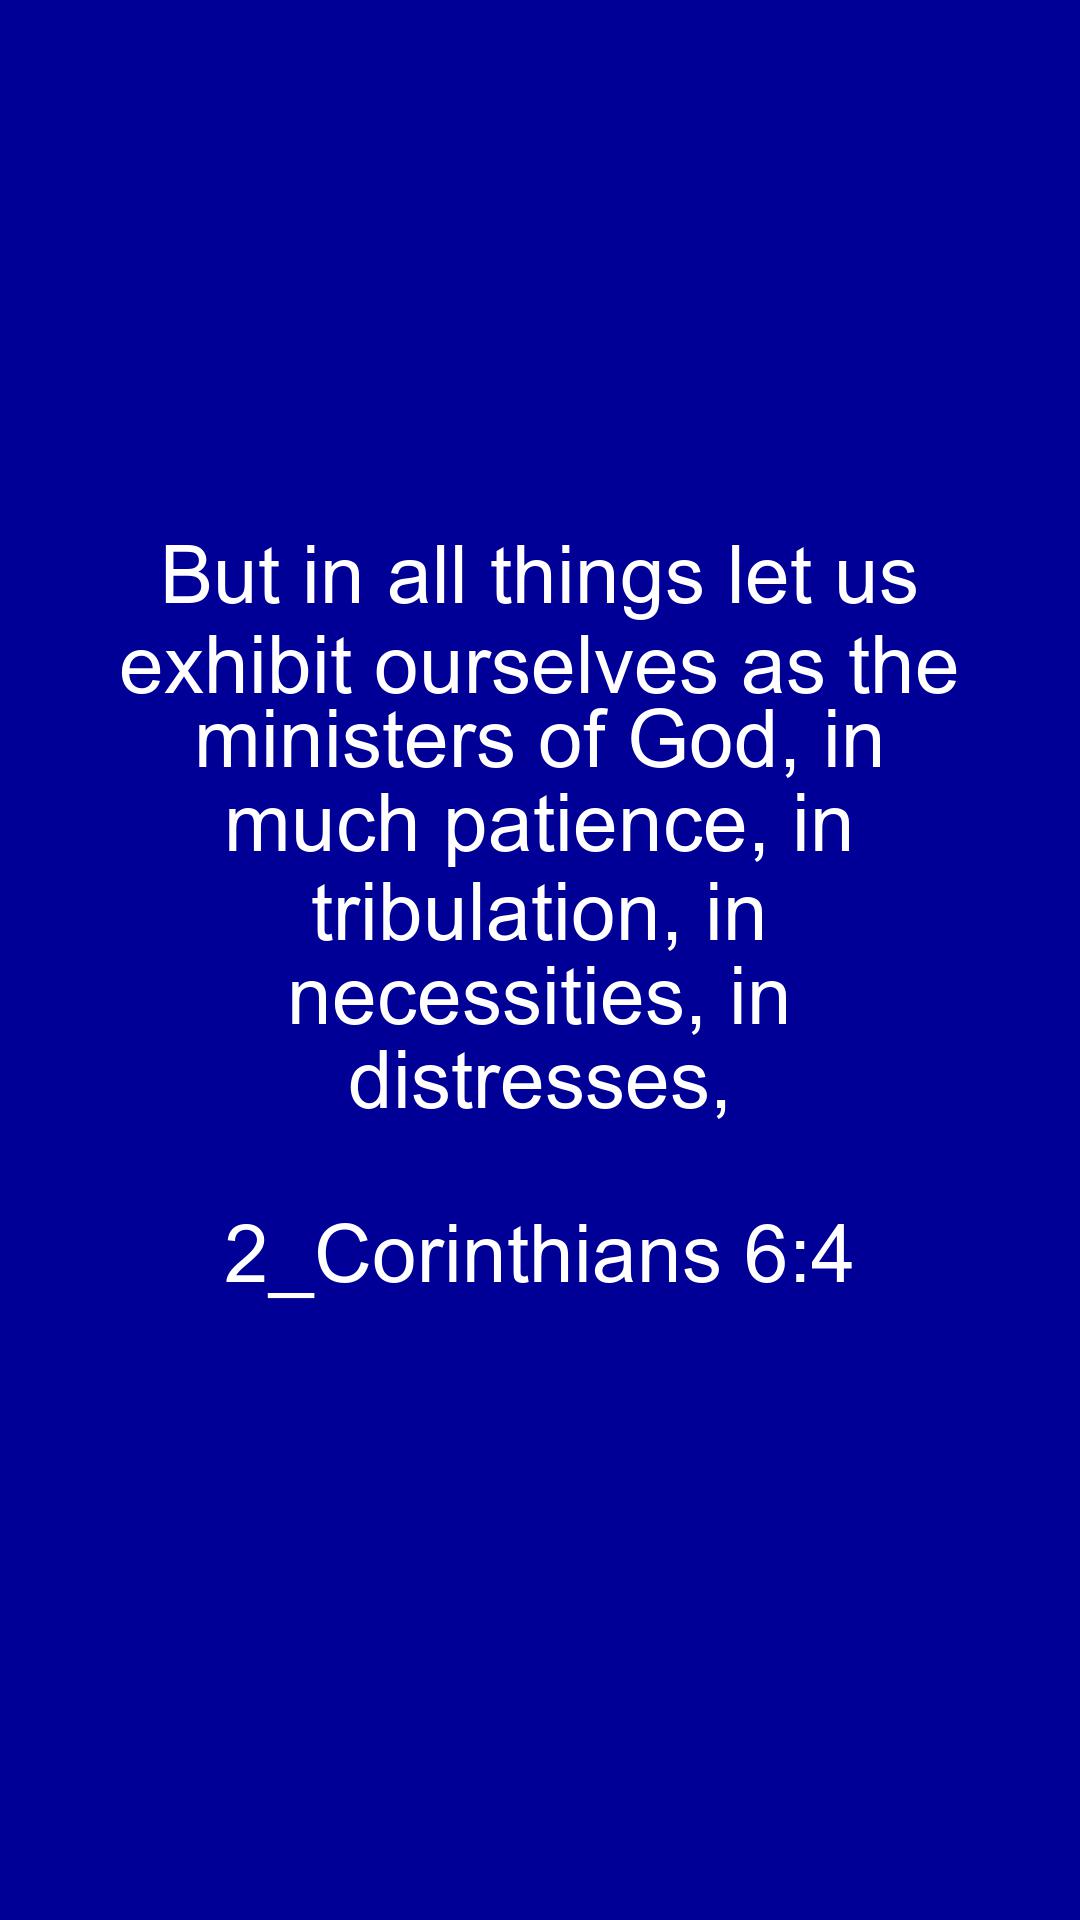 But in all things let us
exhibit ourselves as the
ministers of God, in
much patience, in
tribulation, in
necessities, in
distresses,
2_Corinthians 6:4